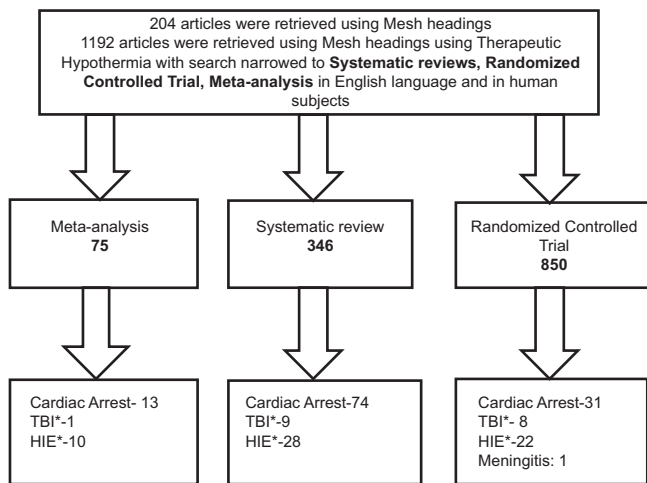 204 articles were retrieved using Mesh headings
1192 articles were retrieved using Mesh headings using Therapeutic
Hypothermia with search narrowed to Systematic reviews, Randomized
Controlled Trial, Meta-analysis in English language and in human
subjects
Meta-analysis
75
Systematic review
346
Randomized Controlled
Trial
850
Cardiac Arrest- 13
TBI*-1
HIE*-10
Cardiac Arrest-74
TBI*-9
HIE*-28
Cardiac Arrest-31
TBI*- 8
HIE*-22
Meningitis: 1